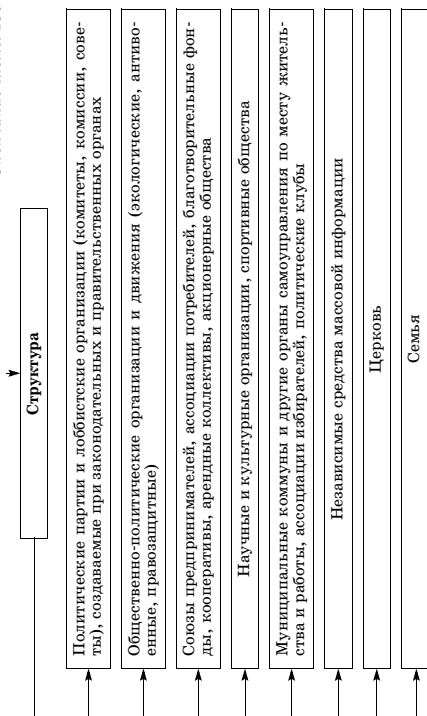 Структура
Политические партии и лоббистские организации (комитеты, комиссии, сове-
ты), создаваемые при законодательных и правительственных органах
Общественно-политические организации и движения (экологические, антиво-
енные, правозащитные)
Союзы предпринимателей, ассоциации потребителей, благотворительные фон-
ды, кооперативы, арендные коллективы, акционерные общества
Научные и культурные организации, спортивные общества
Муниципальные коммуны и другие органы самоуправления по месту житель-
ства и работы, ассоциации избирателей, политические клубы
Независимые средства массовой информации
Церковь
Семья